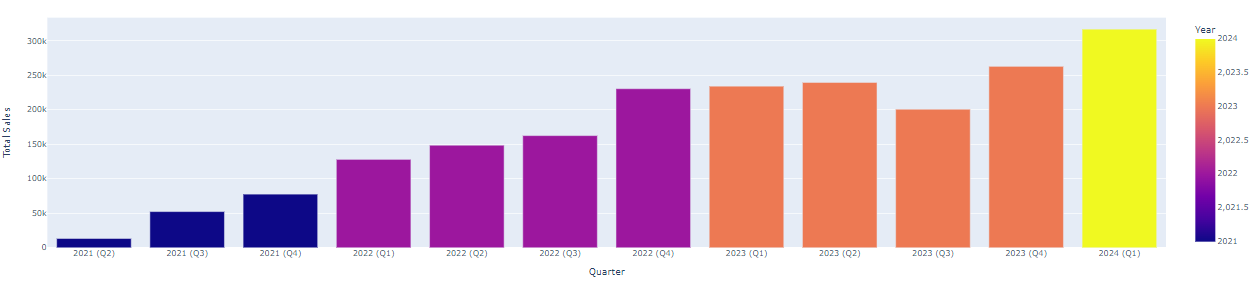 Total Sales
300k
250k
200k
150k
100k
50k
0
2021 (Q2) 2021 (Q3) 2021 (Q4) 2022 (Q1) 2022 (Q2) 2022 (Q3) 2022 (Q4) 2023 (Q1) 2023 (Q2) 2023 (Q3) 2023 (Q4) 2024 (Q1)
Quarter
Year
2024
2,023.5
2023
2,022.5
2022
2,021.5
2021